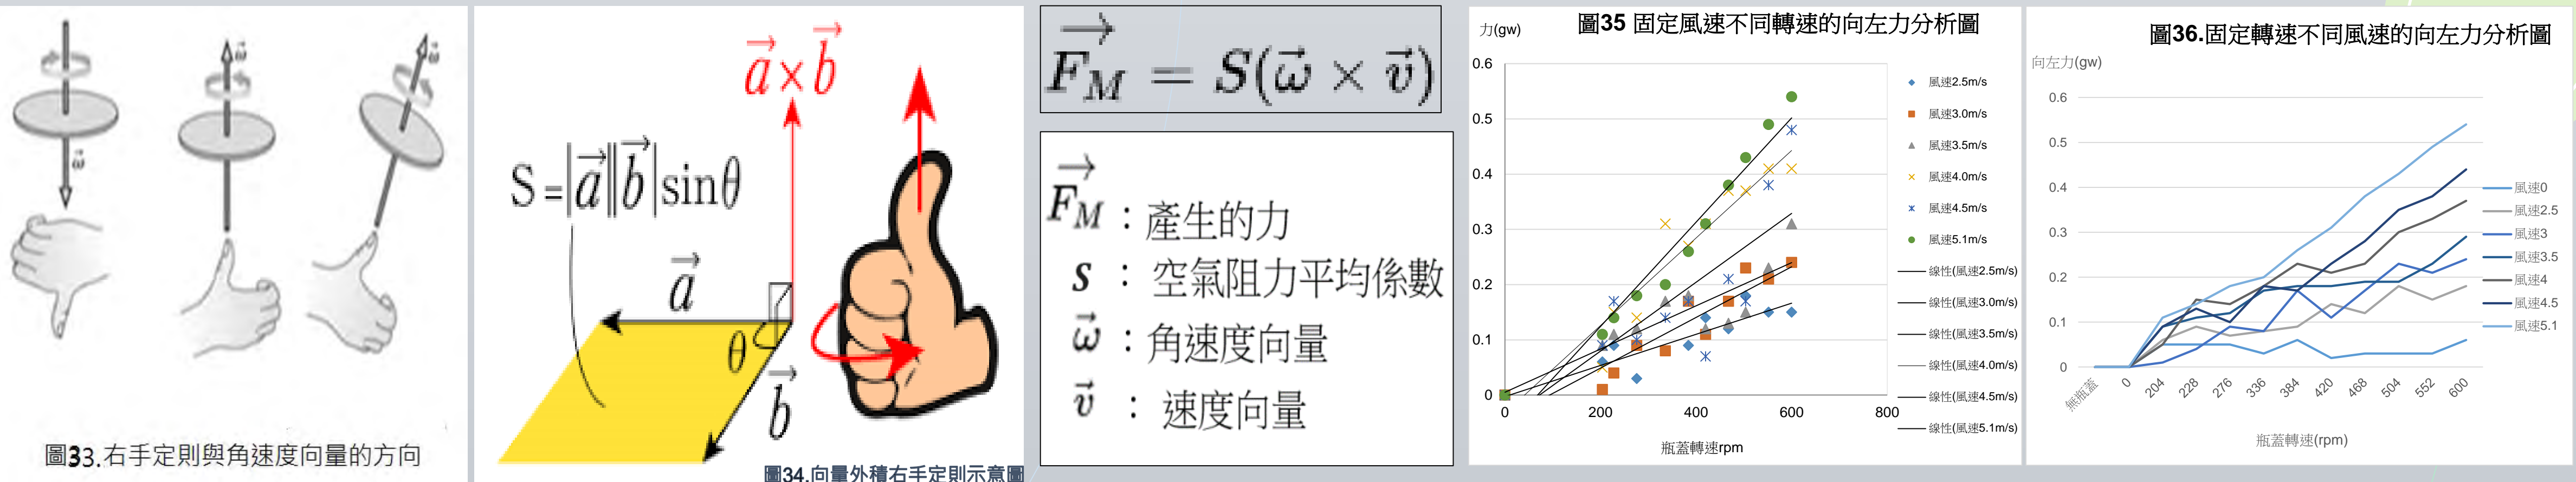 ω⃗
ω⃗
ω⃗
圖33.右手定則與角速度向量的方向
a⃗×b⃗
S=|a⃗||b⃗|sinθ
a⃗
θ
b⃗
圖34.向量外積右手定則示意圖
F_M⃗ = S(ω⃗ × v⃗)
F_M⃗：產生的力
s：空氣阻力平均係數
ω⃗：角速度向量
v⃗：速度向量
圖35 固定風速不同轉速的向左力分析圖
力(gw)
0.6
0.5
0.4
0.3
0.2
0.1
0
0 200 400 600 800
瓶蓋轉速rpm
風速2.5m/s
風速3.0m/s
風速3.5m/s
風速4.0m/s
風速4.5m/s
風速5.1m/s
線性(風速2.5m/s)
線性(風速3.0m/s)
線性(風速3.5m/s)
線性(風速4.0m/s)
線性(風速4.5m/s)
線性(風速5.1m/s)
圖36.固定轉速不同風速的向左力分析圖
向左力(gw)
0.6
0.5
0.4
0.3
0.2
0.1
0
無瓶蓋 0 204 228 276 336 384 420 468 504 552 600
瓶蓋轉速(rpm)
風速0
風速2.5
風速3
風速3.5
風速4
風速4.5
風速5.1